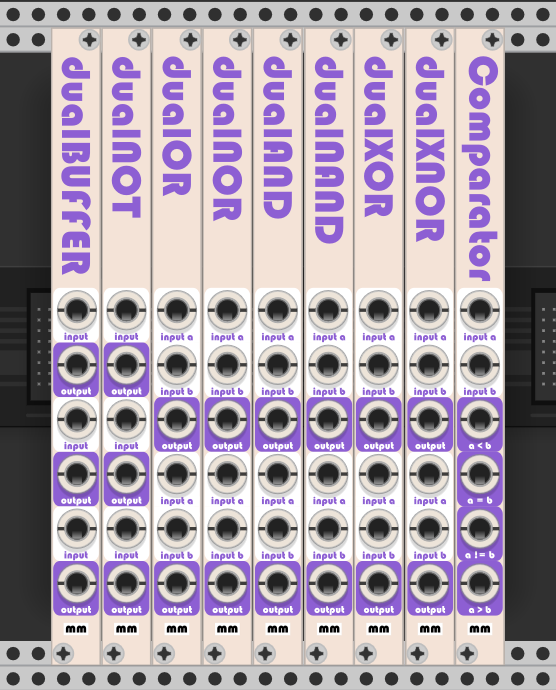 dualBUFFER
dualNOT
dualOR
dualNOR
dualAND
dualNAND
dualXOR
dualXNOR
Comparator
input input input a input a input a input a input a input a input a
output output input b input b input b input b input b input b input b
input input output output output output output output a < b
output output input a input a input a input a input a input a a = b
input input input b input b input b input b input b input b a != b
output output output output output output output output a > b
mm mm mm mm mm mm mm mm mm